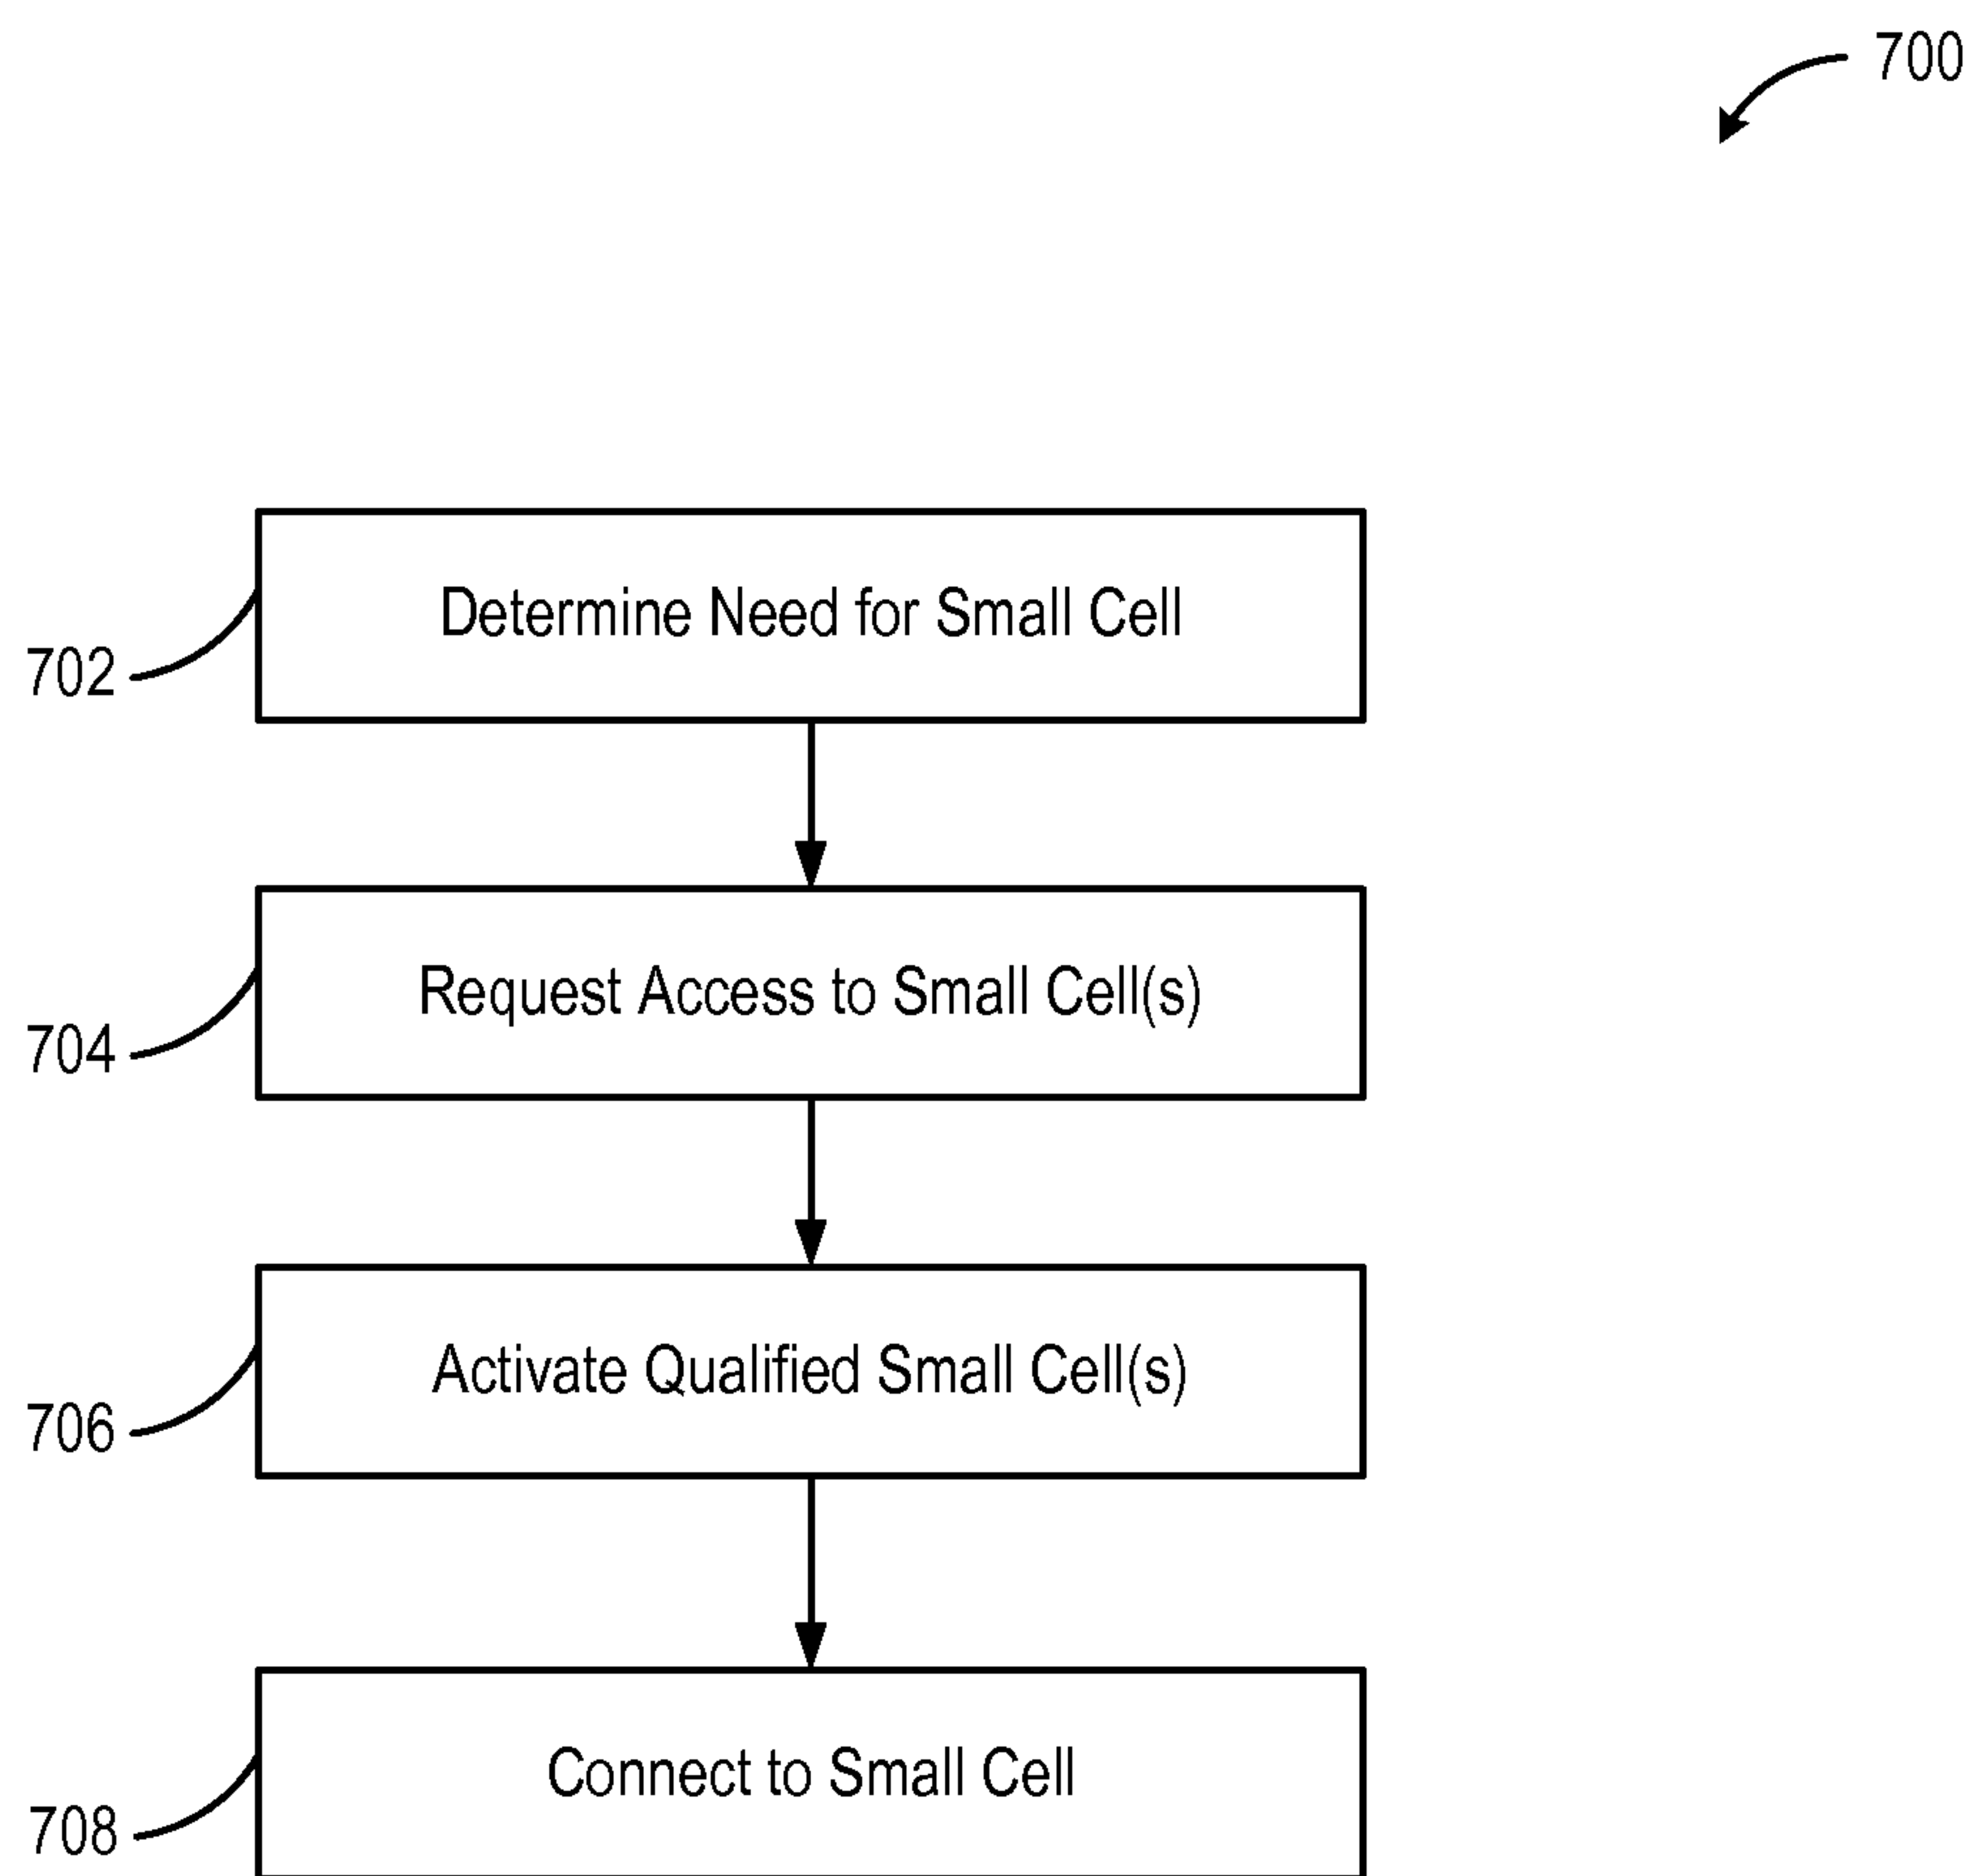 700
Determine Need for Small Cell
702
Request Access to Small Cell(s)
704
Activate Qualified Small Cell(s)
706
Connect to Small Cell
708